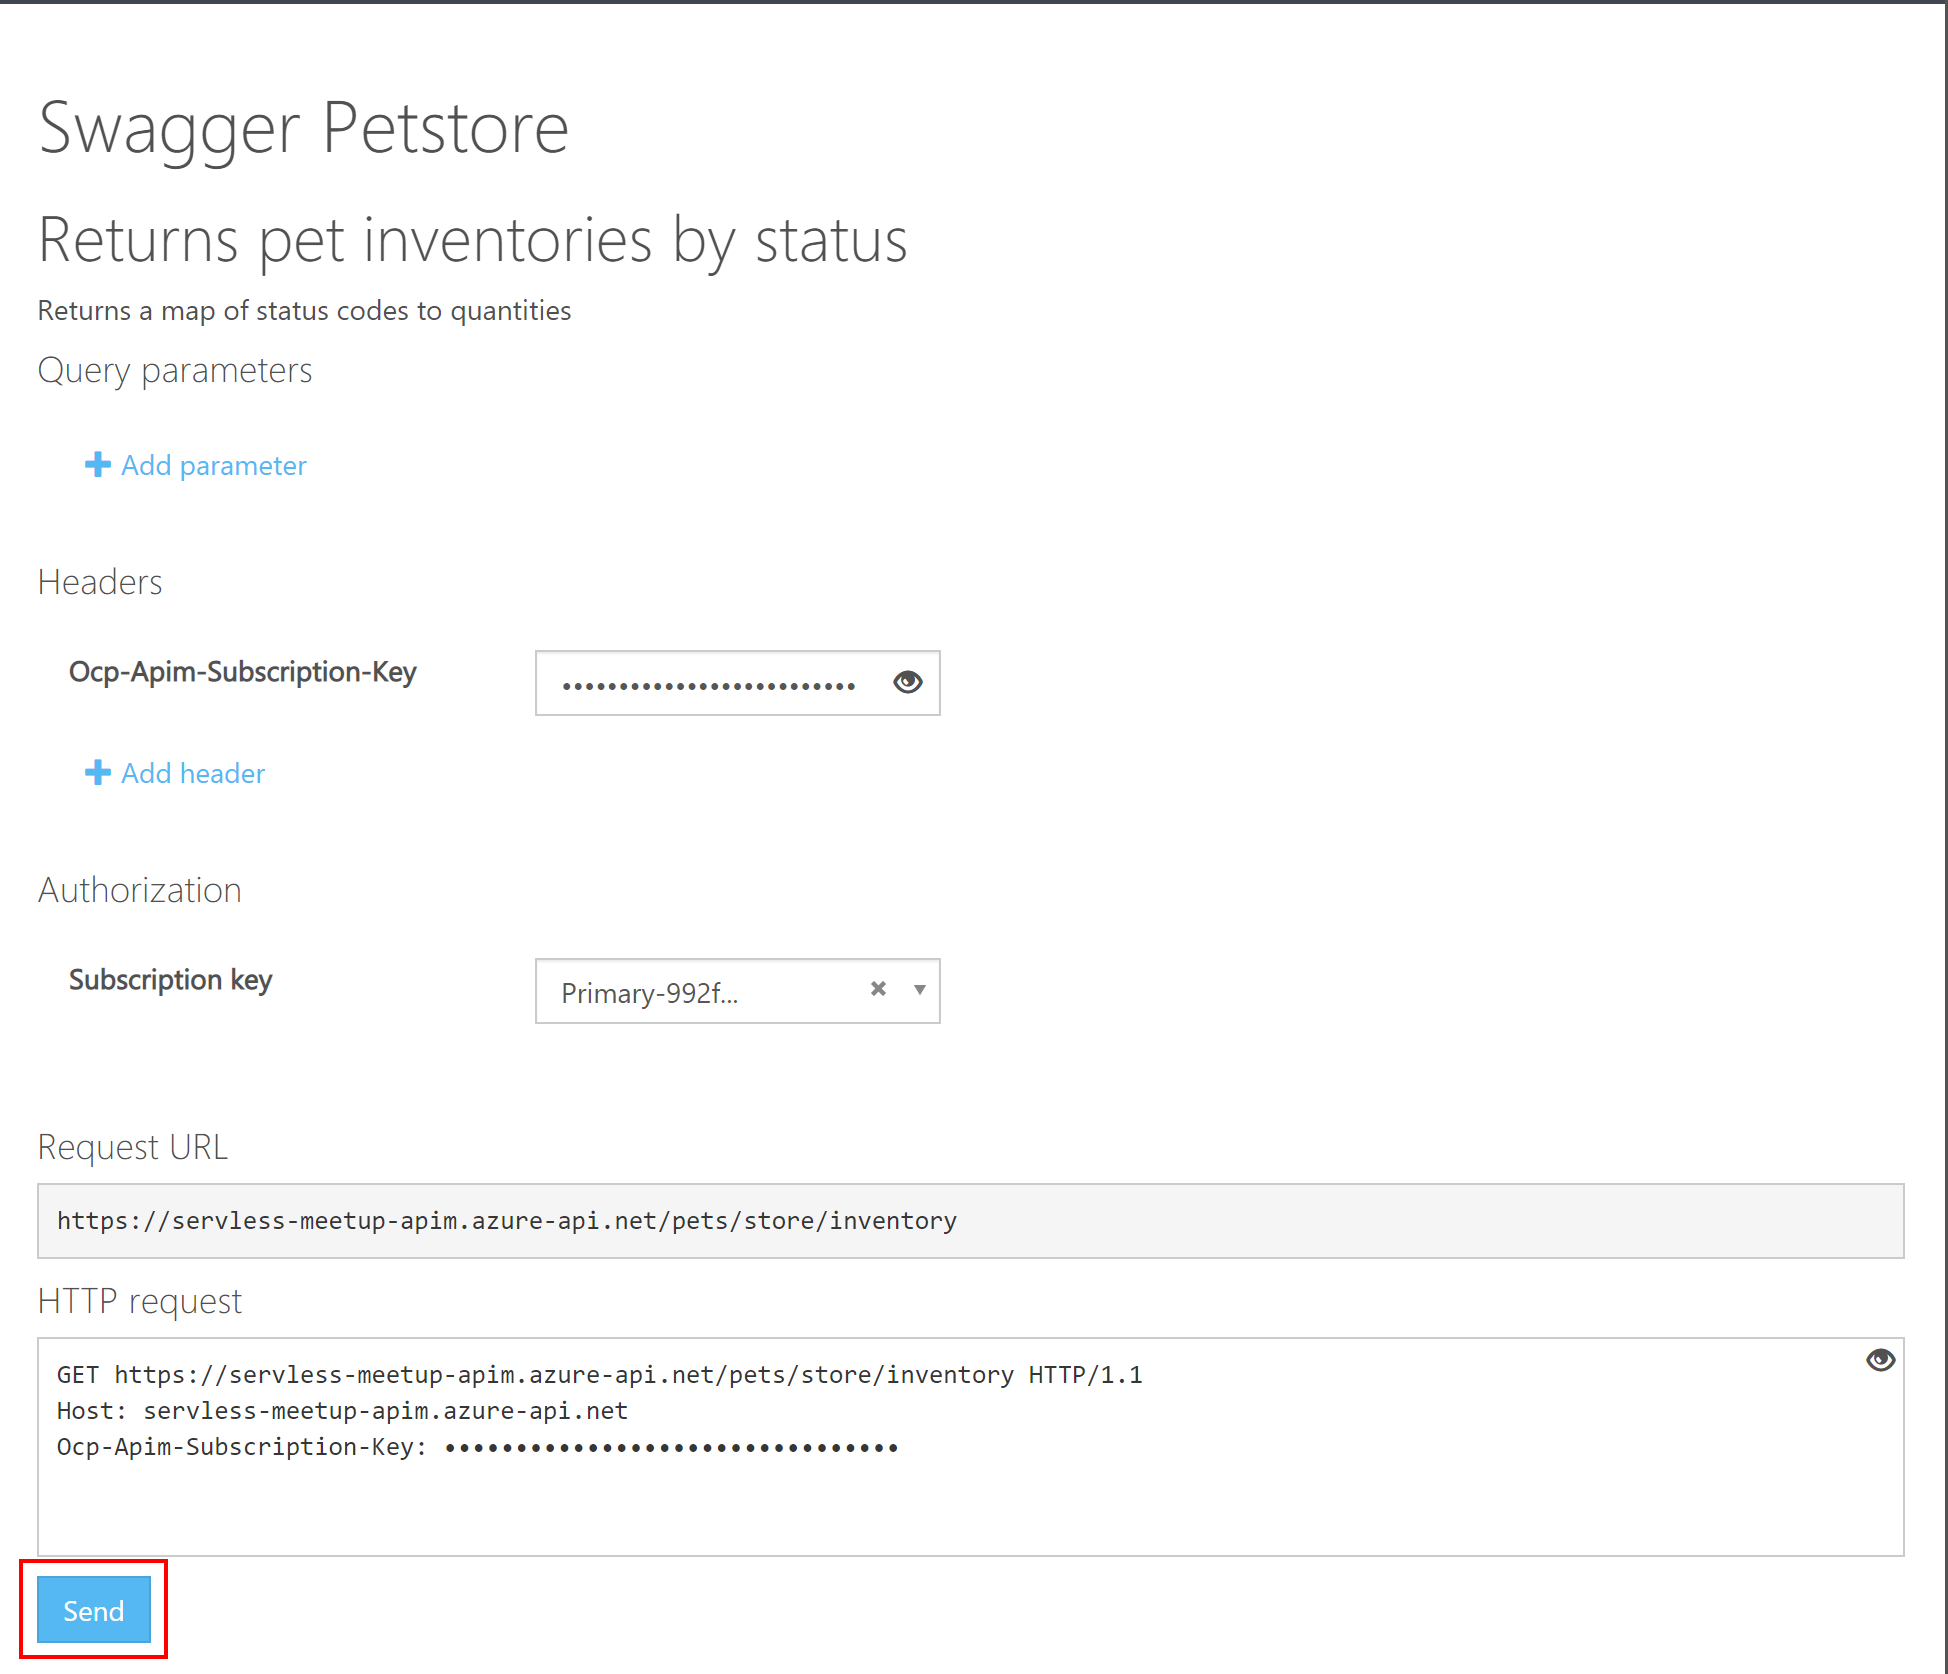 Swagger Petstore
Returns pet inventories by status
Returns a map of status codes to quantities
Query parameters
Add parameter
Headers
Ocp-Apim-Subscription-Key
••••••••••••••••••••••••••
Add header
Authorization
Subscription key
Primary-992f...
Request URL
https://servless-meetup-apim.azure-api.net/pets/store/inventory
HTTP request
GET https://servless-meetup-apim.azure-api.net/pets/store/inventory HTTP/1.1
Host: servless-meetup-apim.azure-api.net
Ocp-Apim-Subscription-Key: ••••••••••••••••••••••••••••••••
Send